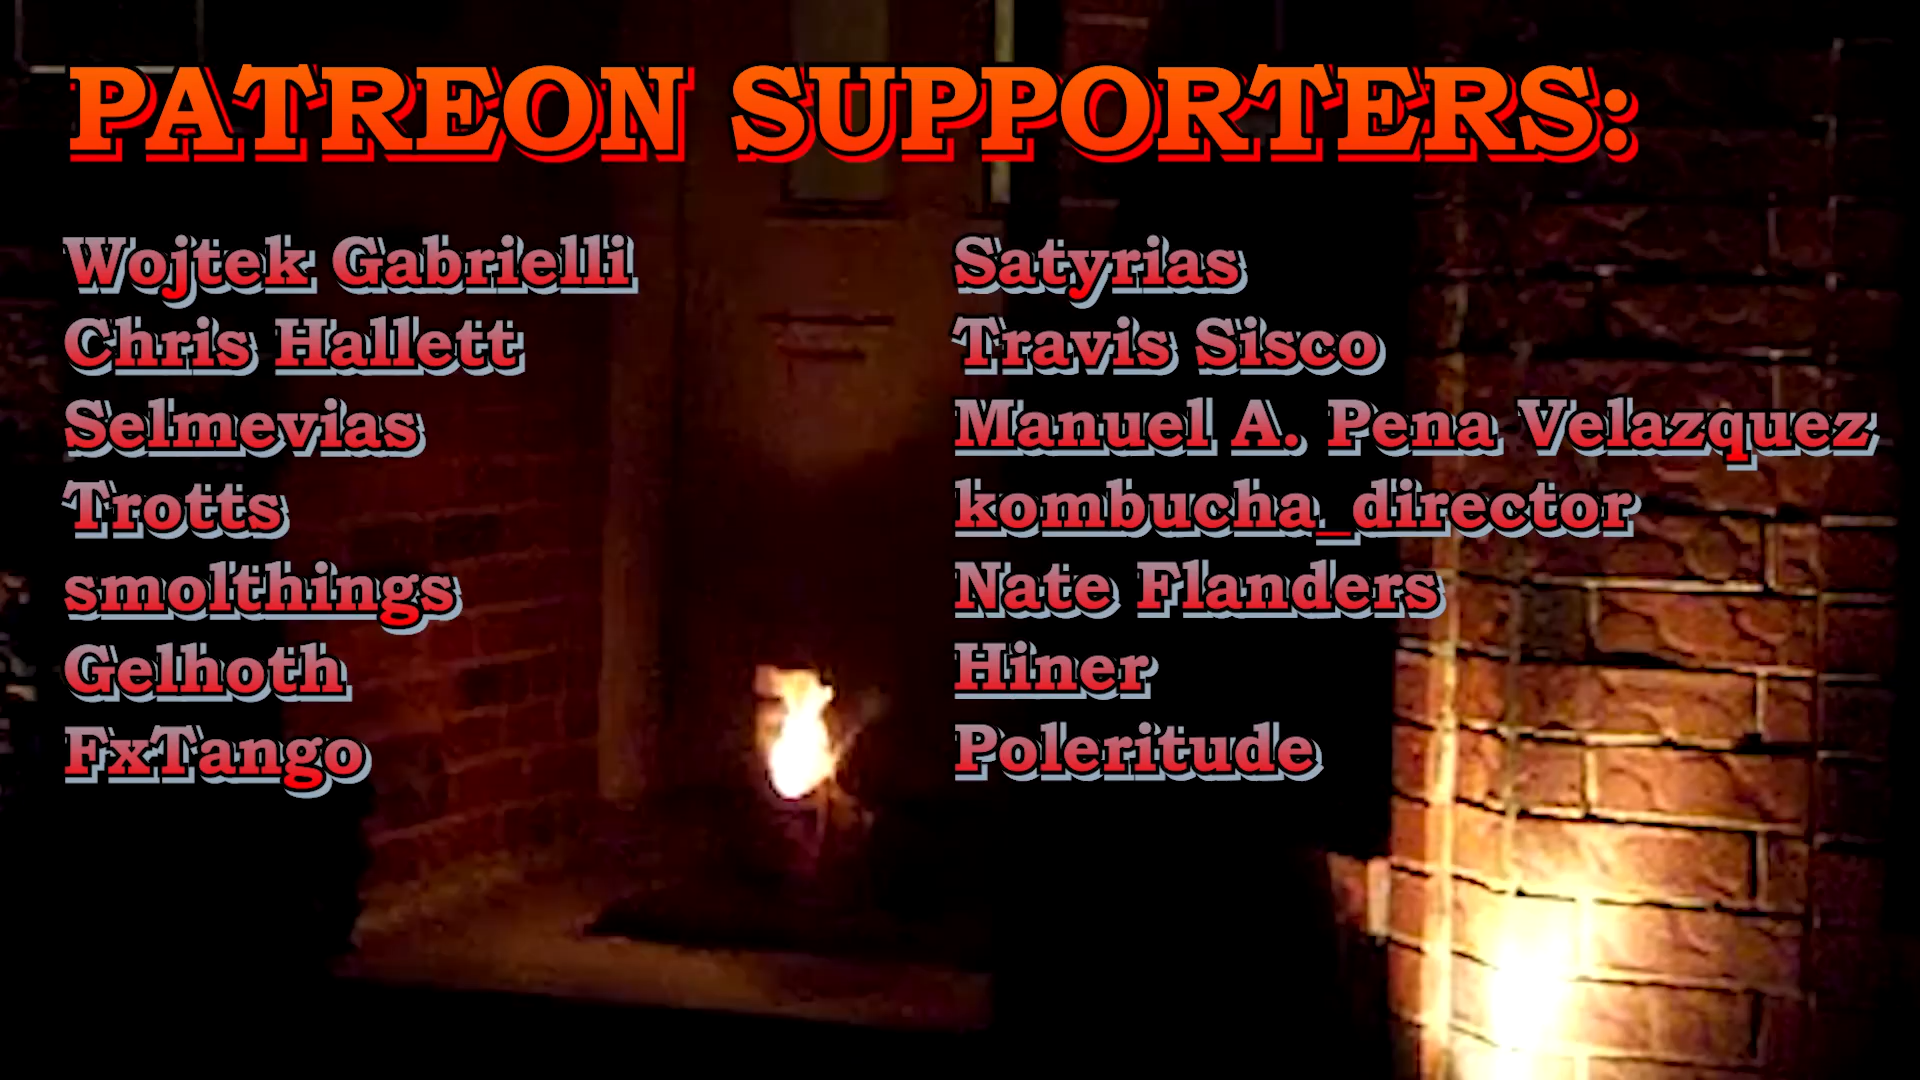 PATREON SUPPORTERS:
Wojtek Gabrielli
Chris Hallett
Selmevias
Trotts
smolthings
Gelhoth
FxTango
Satyrias
Travis Sisco
Manuel A. Pena Velazquez
kombucha_director
Nate Flanders
Hiner
Poleritude